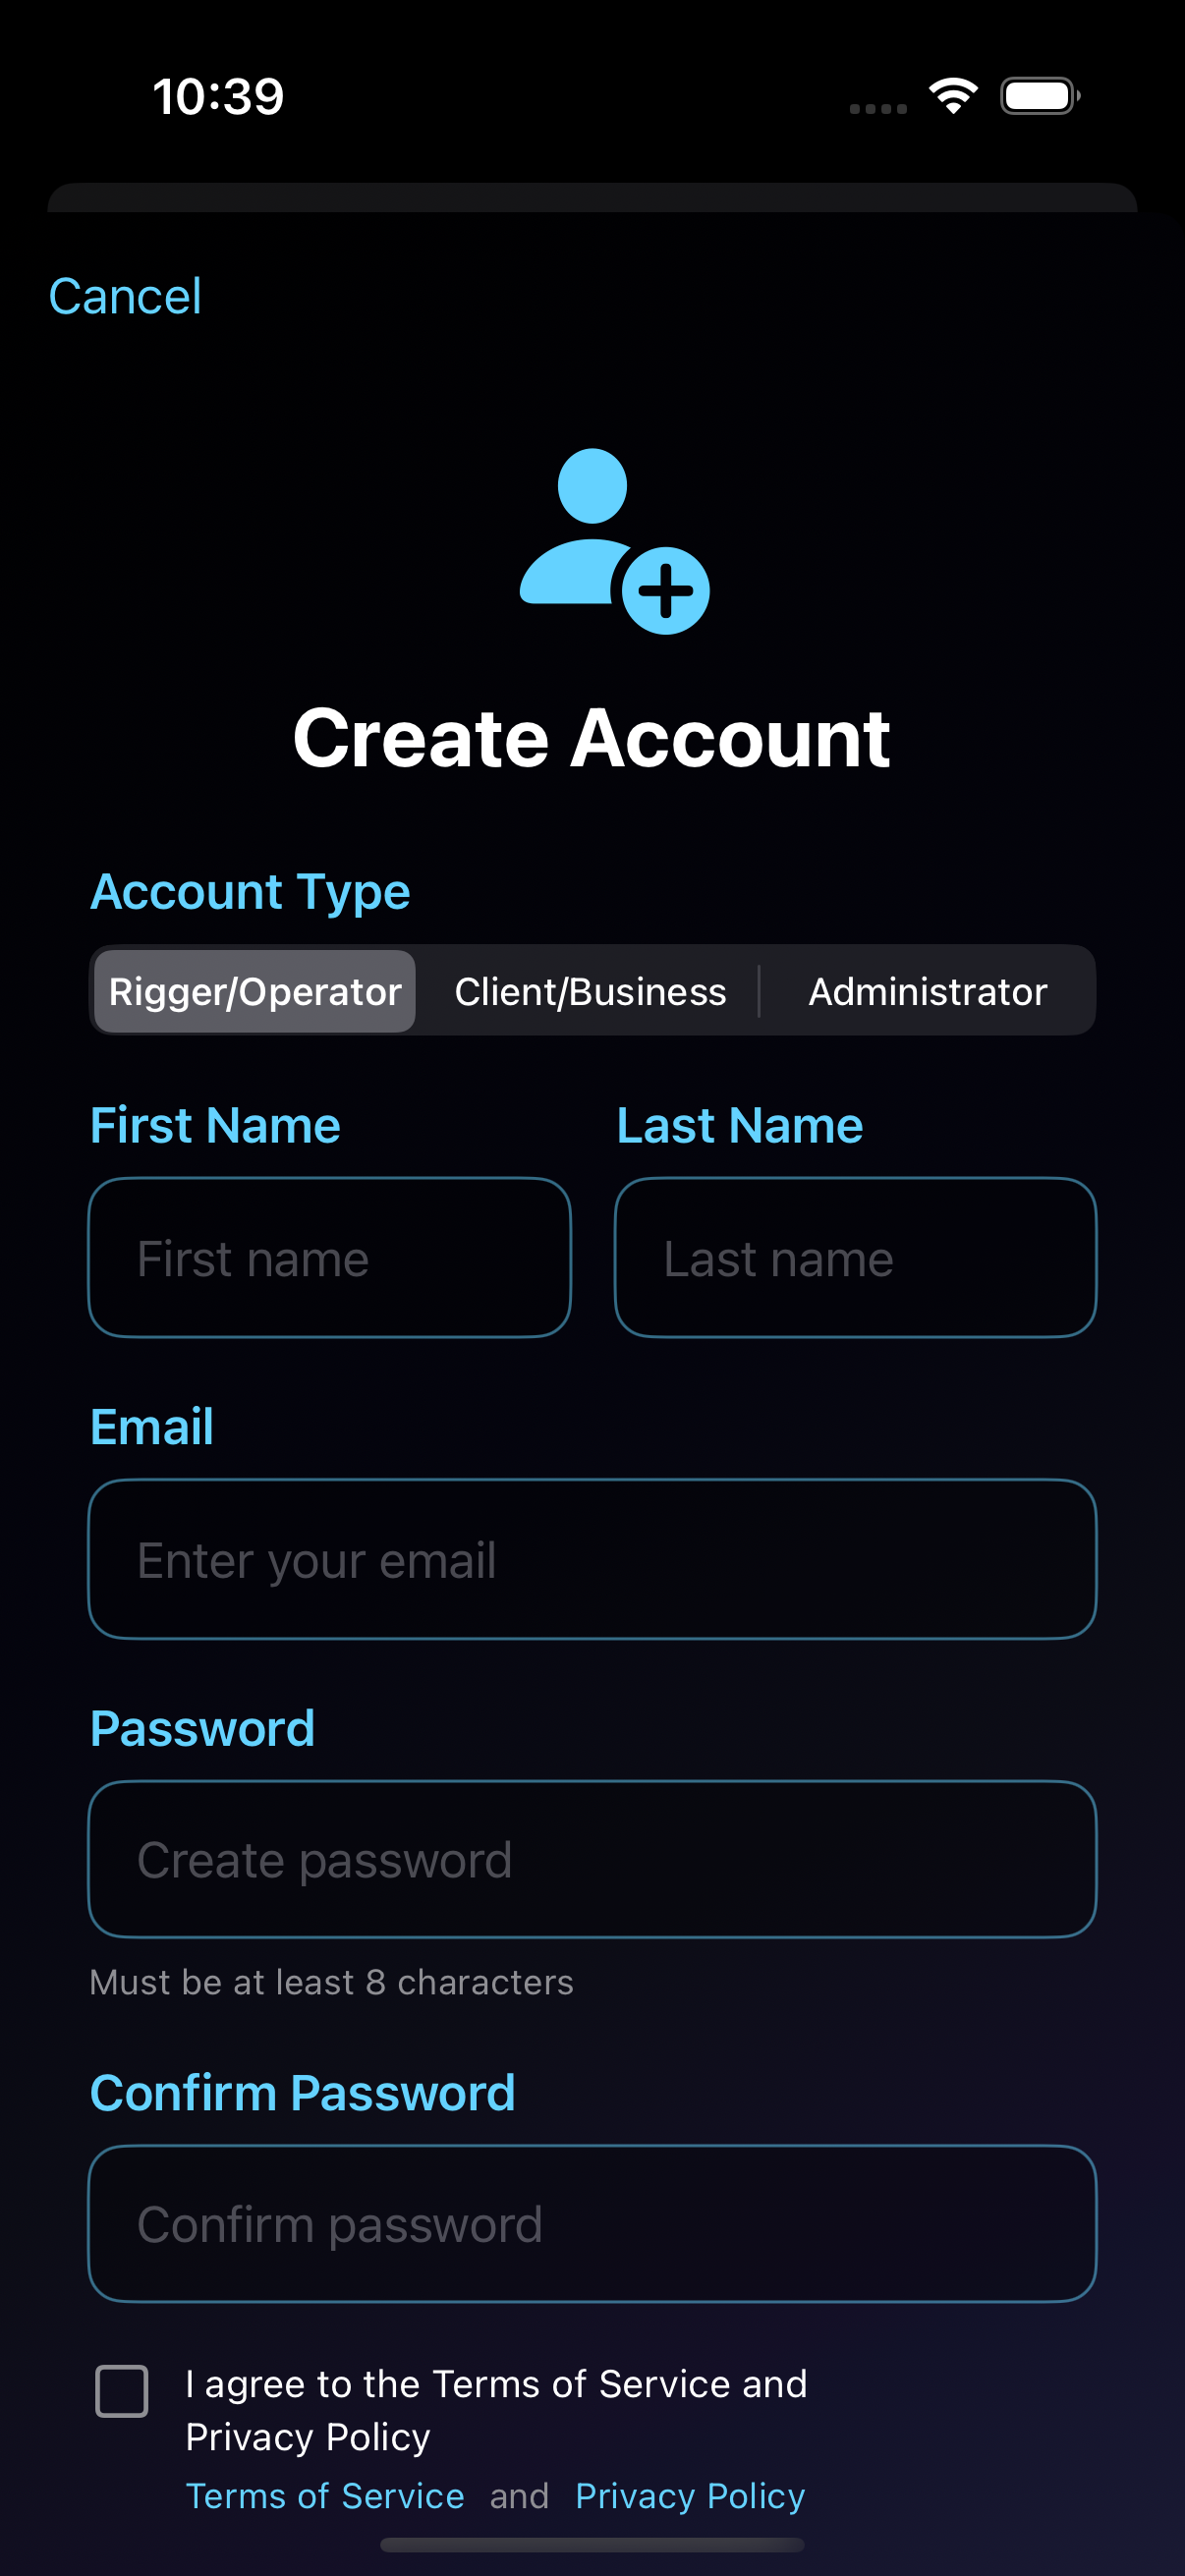 10:39
Cancel
Create Account
Account Type
Rigger/Operator Client/Business Administrator
First Name Last Name
First name Last name
Email
Enter your email
Password
Create password
Must be at least 8 characters
Confirm Password
Confirm password
I agree to the Terms of Service and
Privacy Policy
Terms of Service and Privacy Policy